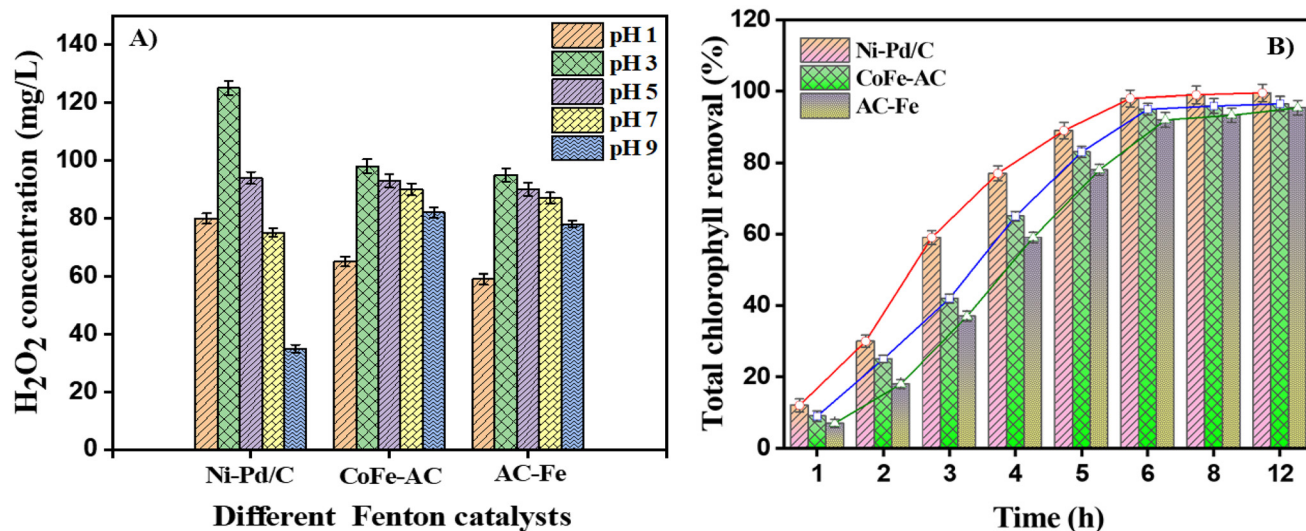 A)
H₂O₂ concentration (mg/L)
140
120
100
80
60
40
20
0
pH 1
pH 3
pH 5
pH 7
pH 9
Ni-Pd/C CoFe-AC AC-Fe
Different Fenton catalysts
B)
Total chlorophyll removal (%)
120
100
80
60
40
20
0
Ni-Pd/C
CoFe-AC
AC-Fe
1 2 3 4 5 6 8 12
Time (h)